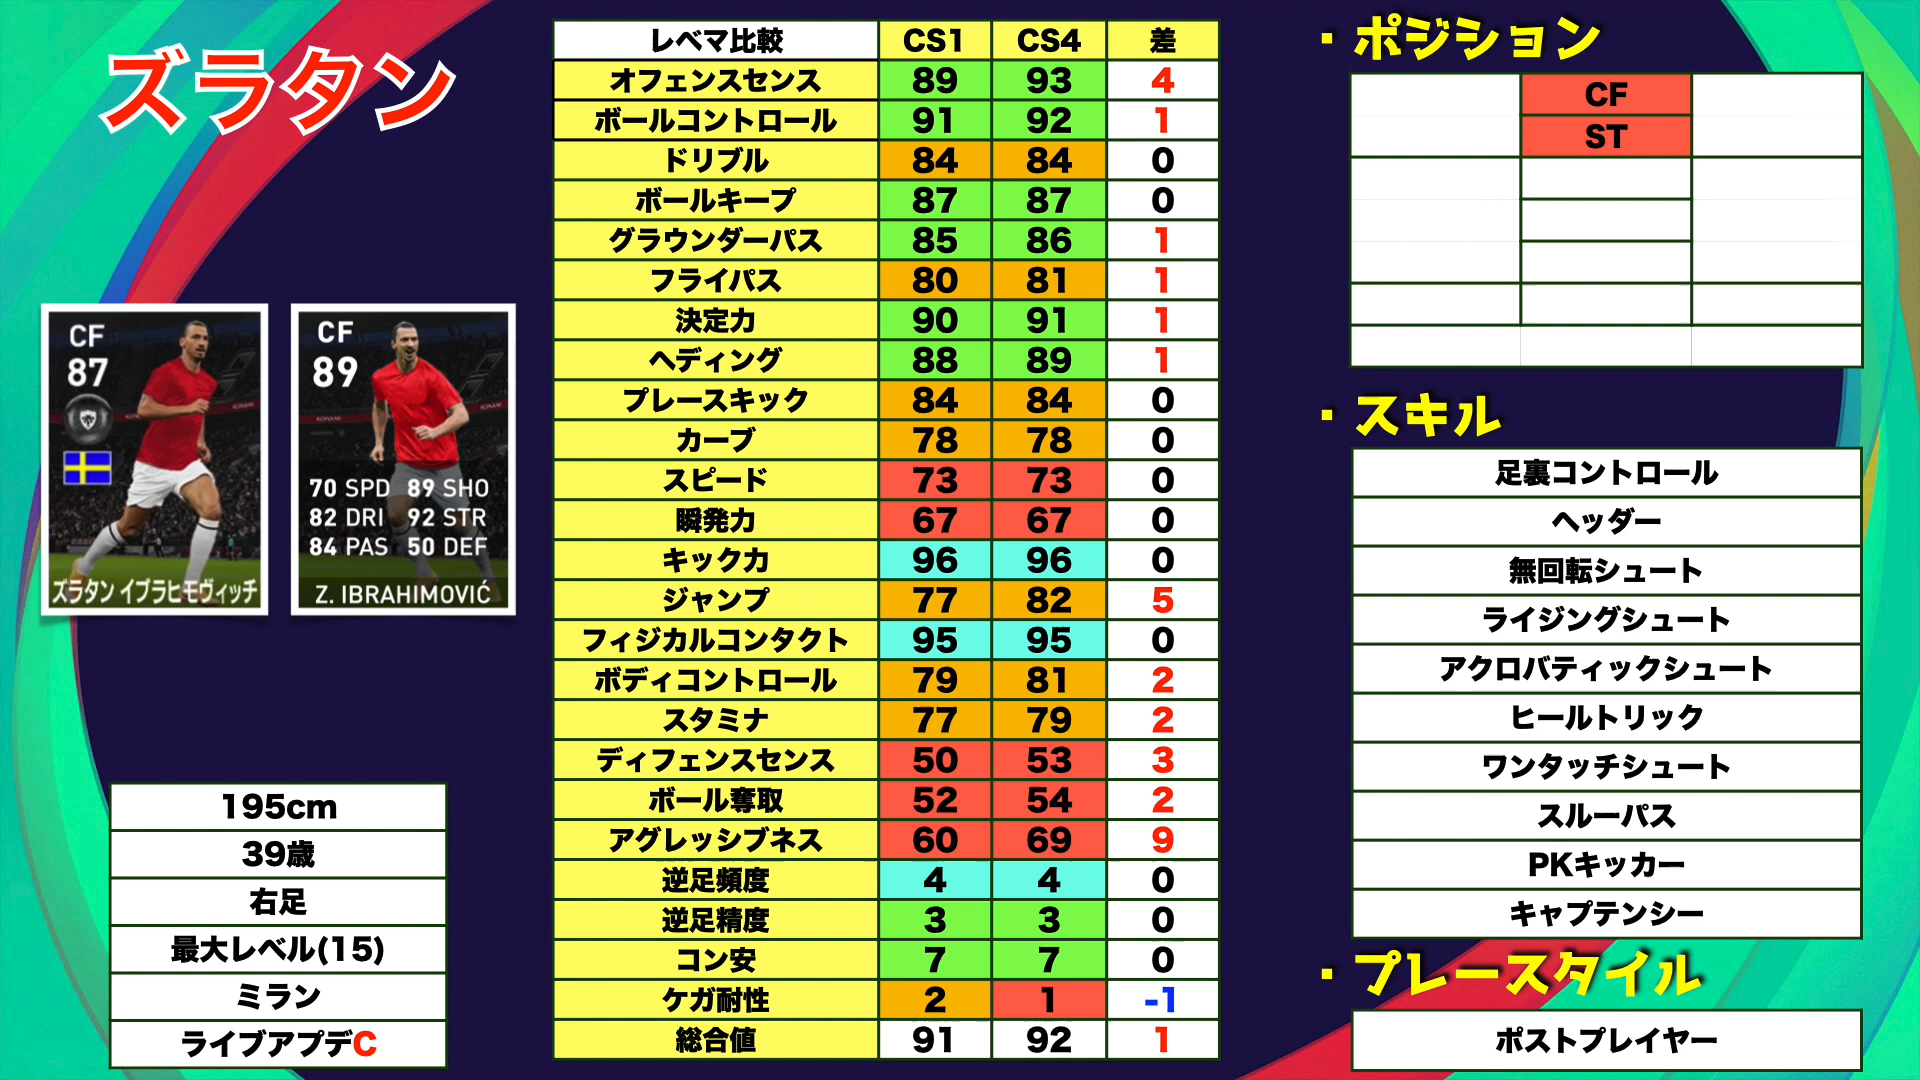 ズラタン
CF
87
ズラタン イブラヒモヴィッチ
CF
89
70 SPD 89 SHO
82 DRI 92 STR
84 PAS 50 DEF
Z. IBRAHIMOVIĆ
195cm
39歳
右足
最大レベル(15)
ミラン
ライブアプデC
レベマ比較 CS1 CS4 差
オフェンスセンス 89 93 4
ボールコントロール 91 92 1
ドリブル 84 84 0
ボールキープ 87 87 0
グラウンダーパス 85 86 1
フライパス 80 81 1
決定力 90 91 1
ヘディング 88 89 1
プレースキック 84 84 0
カーブ 78 78 0
スピード 73 73 0
瞬発力 67 67 0
キック力 96 96 0
ジャンプ 77 82 5
フィジカルコンタクト 95 95 0
ボディコントロール 79 81 2
スタミナ 77 79 2
ディフェンスセンス 50 53 3
ボール奪取 52 54 2
アグレッシブネス 60 69 9
逆足頻度 4 4 0
逆足精度 3 3 0
コン安 7 7 0
ケガ耐性 2 1 -1
総合値 91 92 1
・ポジション
CF
ST
・スキル
足裏コントロール
ヘッダー
無回転シュート
ライジングシュート
アクロバティックシュート
ヒールトリック
ワンタッチシュート
スルーパス
PKキッカー
キャプテンシー
・プレースタイル
ポストプレイヤー